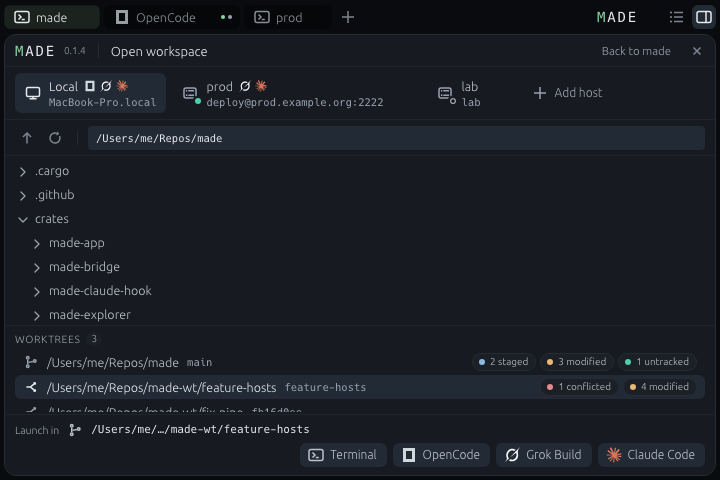 made OpenCode prod MADE
MADE 0.1.4 Open workspace Back to made
Local prod lab Add host
MacBook-Pro.local deploy@prod.example.org:2222 lab
/Users/me/Repos/made
.cargo
.github
crates
made-app
made-bridge
made-claude-hook
made-explorer
WORKTREES 3
/Users/me/Repos/made main 2 staged 3 modified 1 untracked
/Users/me/Repos/made-wt/feature-hosts feature-hosts 1 conflicted 4 modified
Launch in /Users/me/…/made-wt/feature-hosts
Terminal OpenCode Grok Build Claude Code